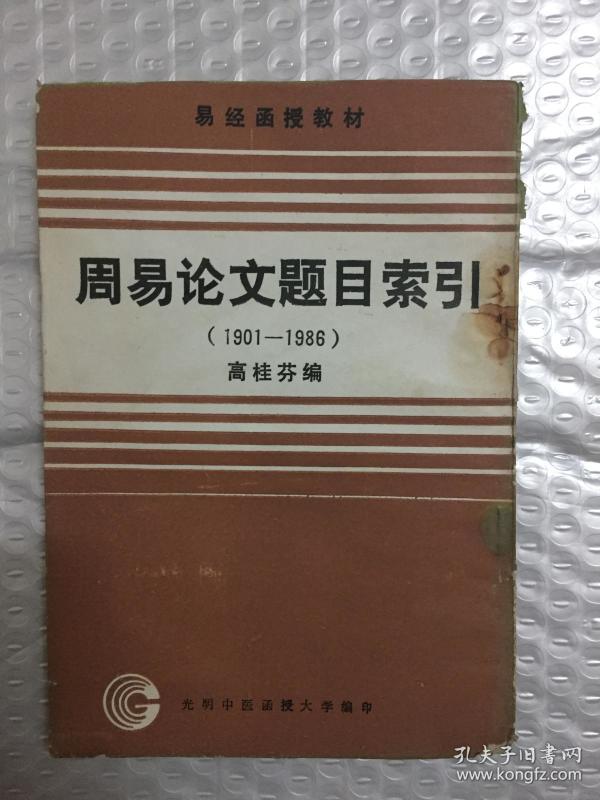 易经函授教材
周易论文题目索引
(1901—1986)
高桂芬编
光明中医函授大学编印
孔夫子旧书网
www.kongfz.com